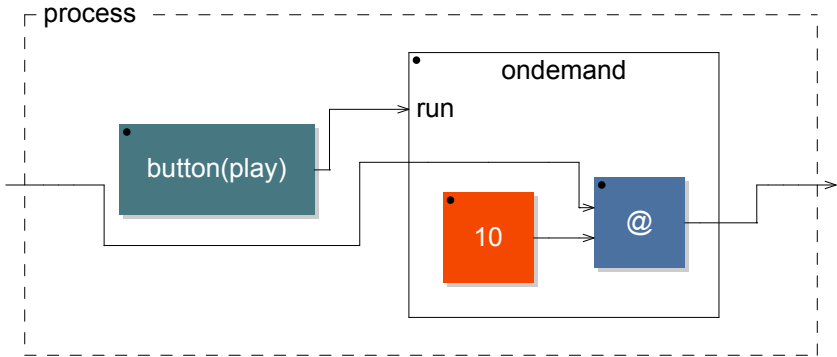 process
ondemand
run
button(play)
10
@